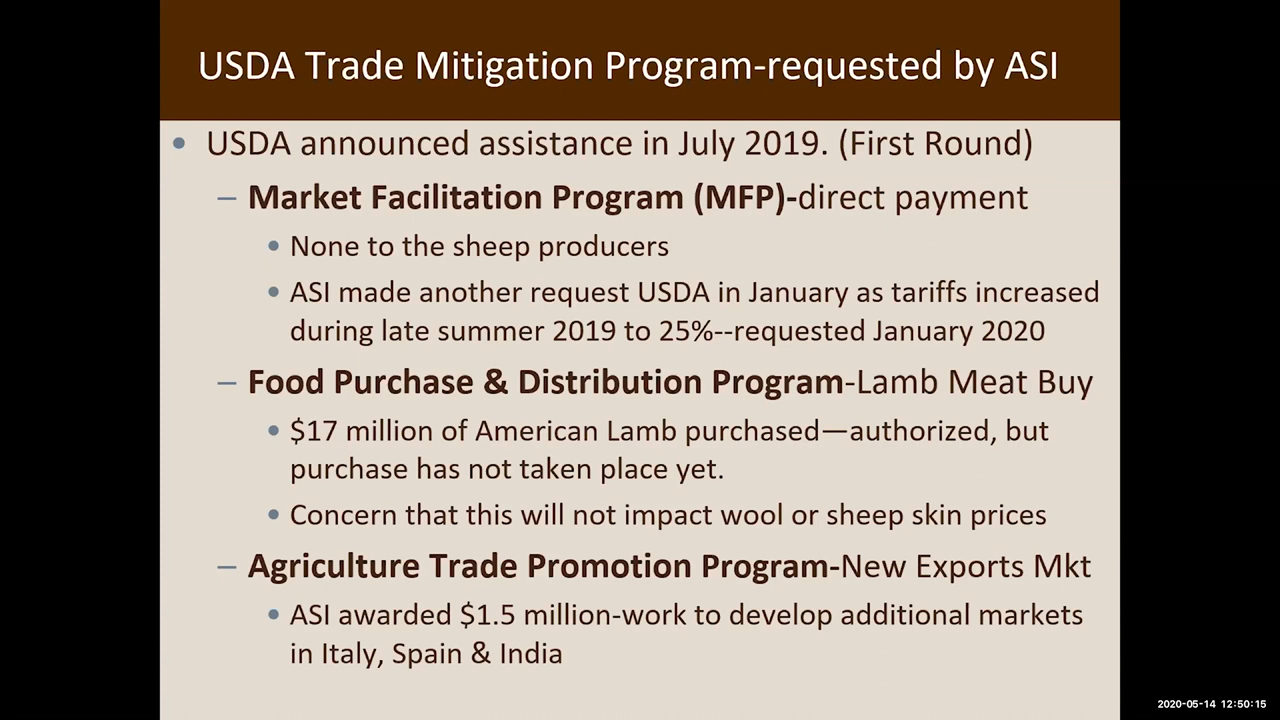 USDA Trade Mitigation Program-requested by ASI
• USDA announced assistance in July 2019. (First Round)
– Market Facilitation Program (MFP)-direct payment
• None to the sheep producers
• ASI made another request USDA in January as tariffs increased
during late summer 2019 to 25%--requested January 2020
– Food Purchase & Distribution Program-Lamb Meat Buy
• $17 million of American Lamb purchased—authorized, but
purchase has not taken place yet.
• Concern that this will not impact wool or sheep skin prices
– Agriculture Trade Promotion Program-New Exports Mkt
• ASI awarded $1.5 million-work to develop additional markets
in Italy, Spain & India
2020-05-14 12:50:15